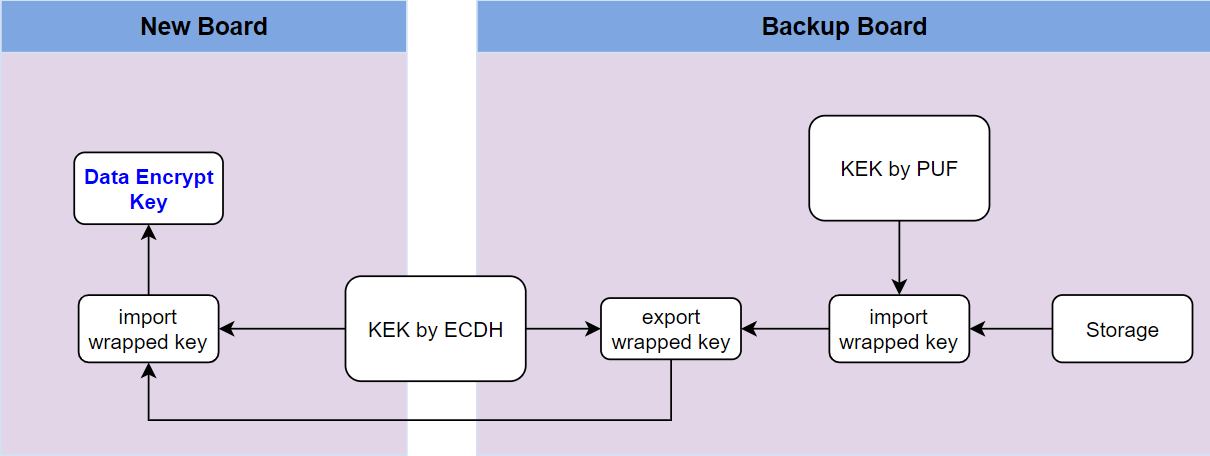 New Board
Backup Board
KEK by PUF
Data Encrypt
Key
import
wrapped key
KEK by ECDH
export
wrapped key
import
wrapped key
Storage